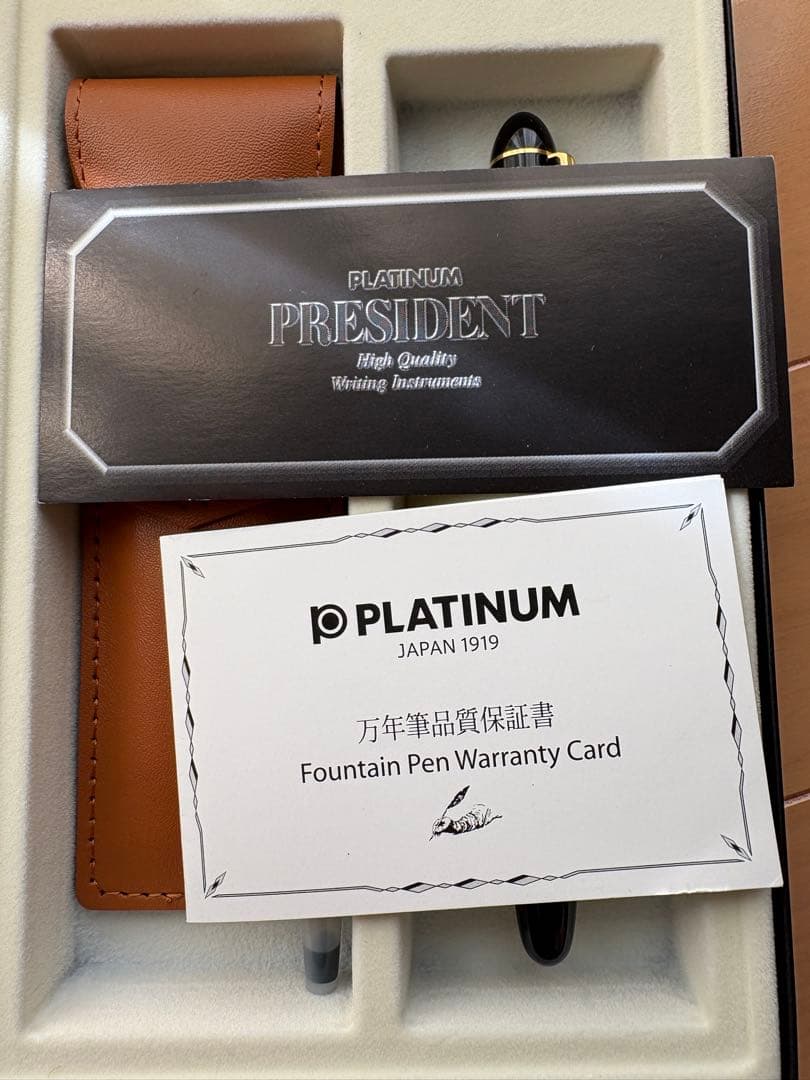 PLATINUM
PRESIDENT
High Quality
Writing Instruments
PLATINUM
JAPAN 1919
万年筆品質保証書
Fountain Pen Warranty Card